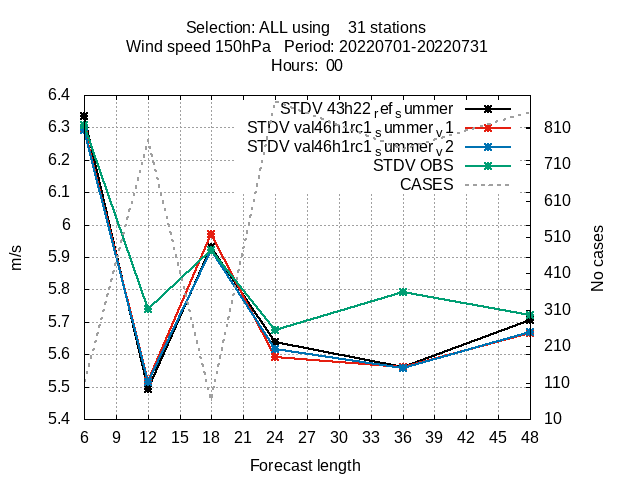 Selection: ALL using 31 stations
Wind speed 150hPa Period: 20220701-20220731
Hours: 00
6.4
6.3
6.2
6.1
6
5.9
5.8
5.7
5.6
5.5
5.4
m/s
STDV 43h22_ref_summer
STDV val46h1rc1_summer_v1
STDV val46h1rc1_summer_v2
STDV OBS
CASES
810
710
610
510
410
310
210
110
10
No cases
6 9 12 15 18 21 24 27 30 33 36 39 42 45 48
Forecast length